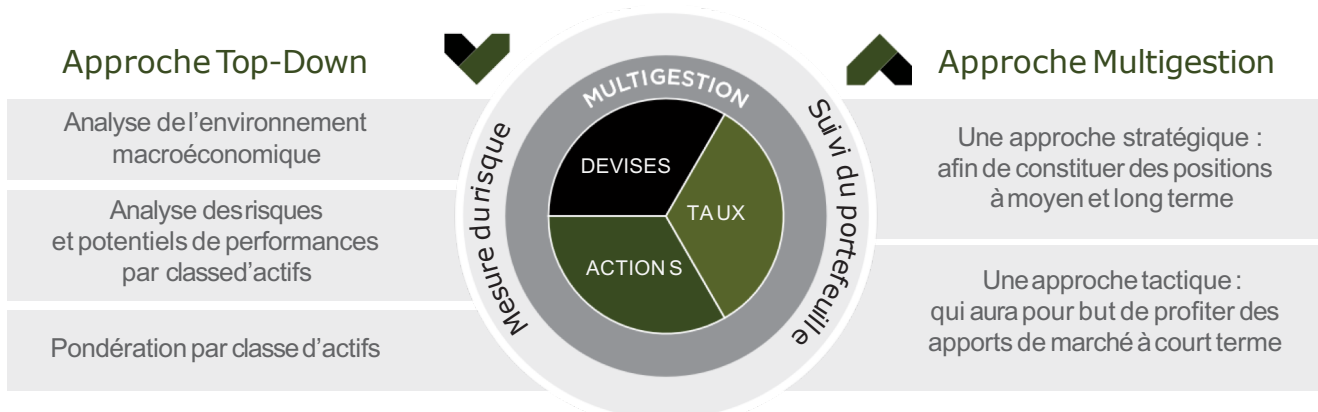 Approche Top-Down
Analyse de l'environnement
macroéconomique
Analyse des risques
et potentiels de performances
par classe d'actifs
Pondération par classe d'actifs
Mesure du risque
MULTIGESTION
DEVISES
TAUX
ACTIONS
Suivi du portefeuille
Approche Multigestion
Une approche stratégique :
afin de constituer des positions
à moyen et long terme
Une approche tactique :
qui aura pour but de profiter des
apports de marché à court terme